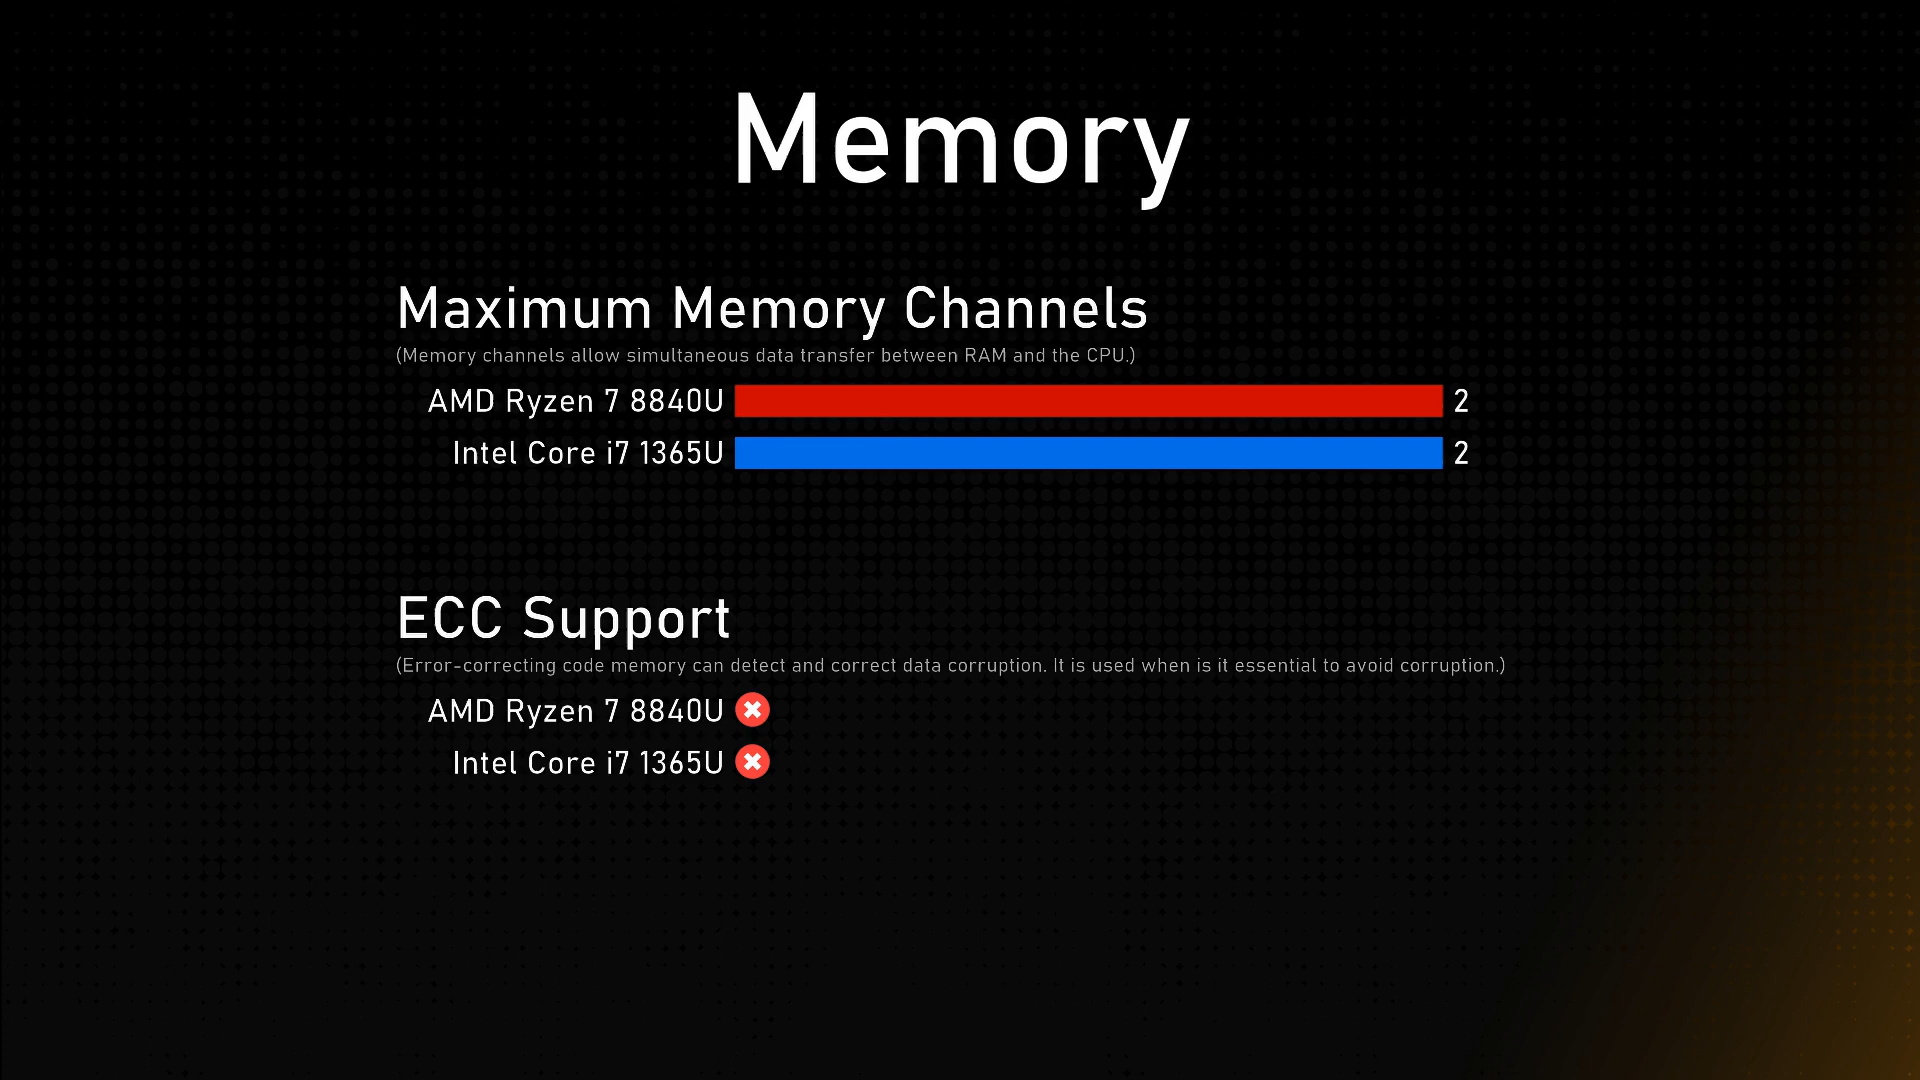 Memory
Maximum Memory Channels
(Memory channels allow simultaneous data transfer between RAM and the CPU.)
AMD Ryzen 7 8840U 2
Intel Core i7 1365U 2
ECC Support
(Error-correcting code memory can detect and correct data corruption. It is used when is it essential to avoid corruption.)
AMD Ryzen 7 8840U
Intel Core i7 1365U